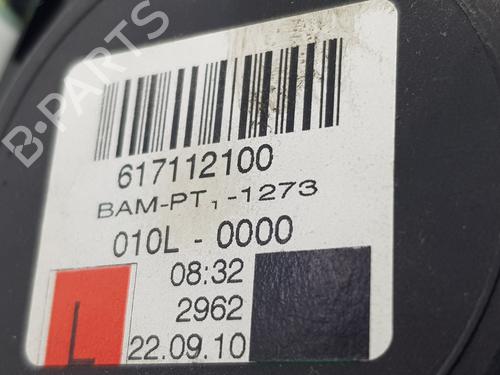 B-PARTS
617112100
BAM-PT1-1273
010L - 0000
08:32
2962
L
22.09.10